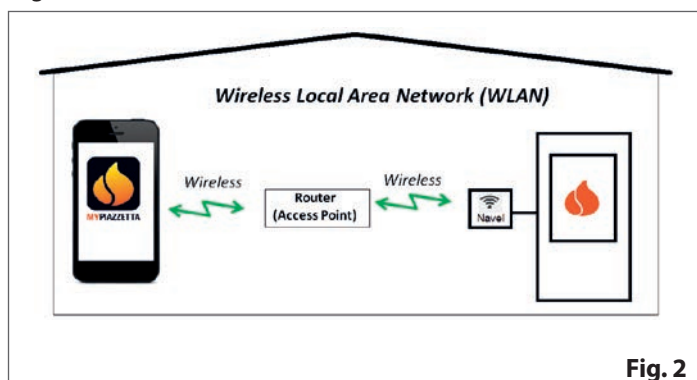 Wireless Local Area Network (WLAN)
MYPIAZZETTA
Wireless
Router
(Access Point)
Wireless
Navel
Fig. 2